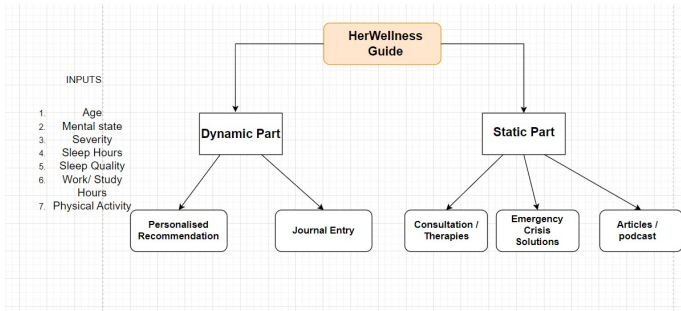 HerWellness
Guide
INPUTS
1. Age
2. Mental state
3. Severity
4. Sleep Hours
5. Sleep Quality
6. Work/ Study
Hours
7. Physical Activity
Dynamic Part
Static Part
Personalised
Recommendation
Journal Entry
Consultation /
Therapies
Emergency
Crisis
Solutions
Articles /
podcast